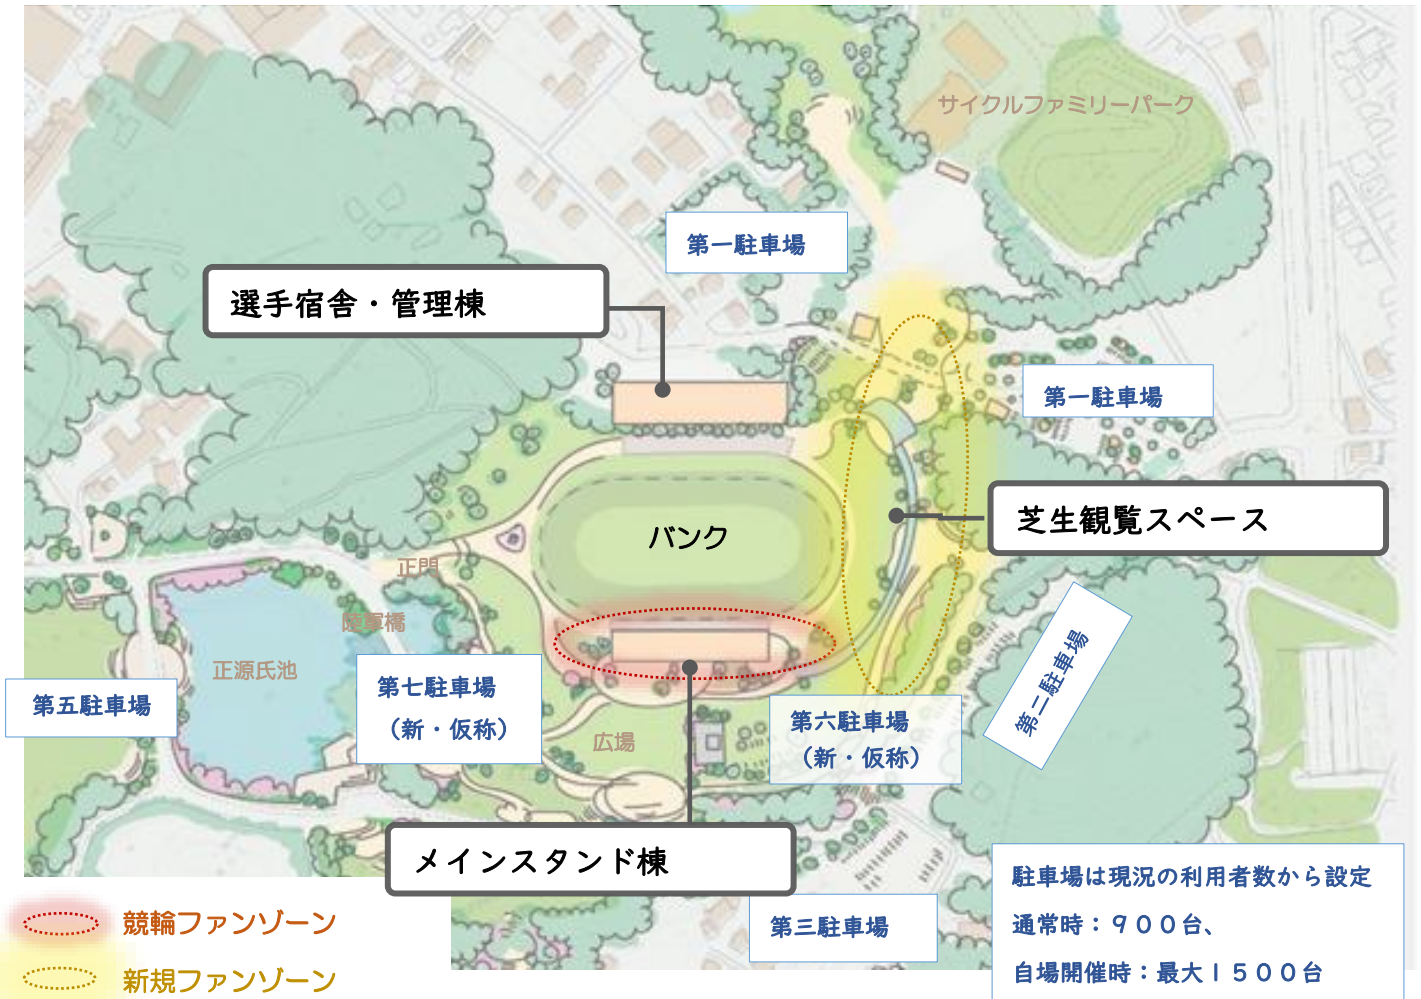 サイクルファミリーパーク
第一駐車場
選手宿舎・管理棟
第一駐車場
芝生観覧スペース
バンク
正門
陸軍橋
正源氏池
第二駐車場
第五駐車場
第七駐車場
（新・仮称）
第六駐車場
（新・仮称）
広場
メインスタンド棟
第三駐車場
駐車場は現況の利用者数から設定
通常時：９００台、
自場開催時：最大１５００台
競輪ファンゾーン
新規ファンゾーン